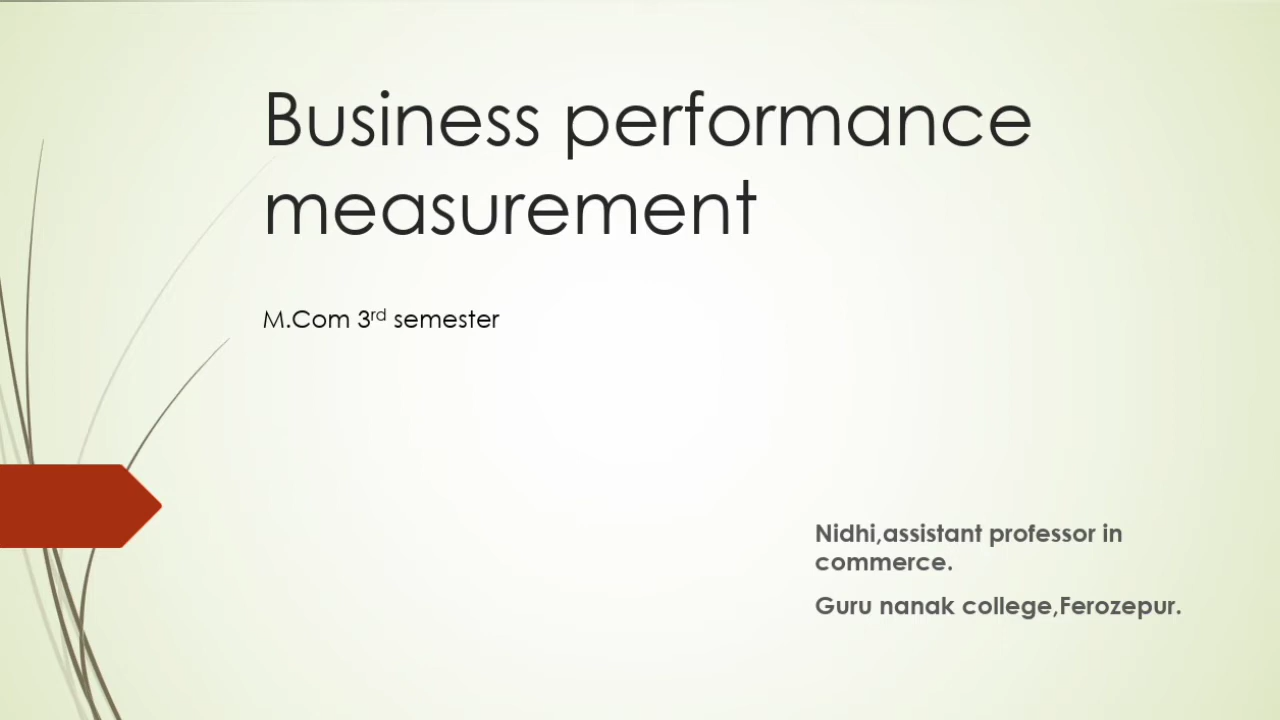 Business performance
measurement
M.Com 3rd semester
Nidhi,assistant professor in
commerce.
Guru nanak college,Ferozepur.